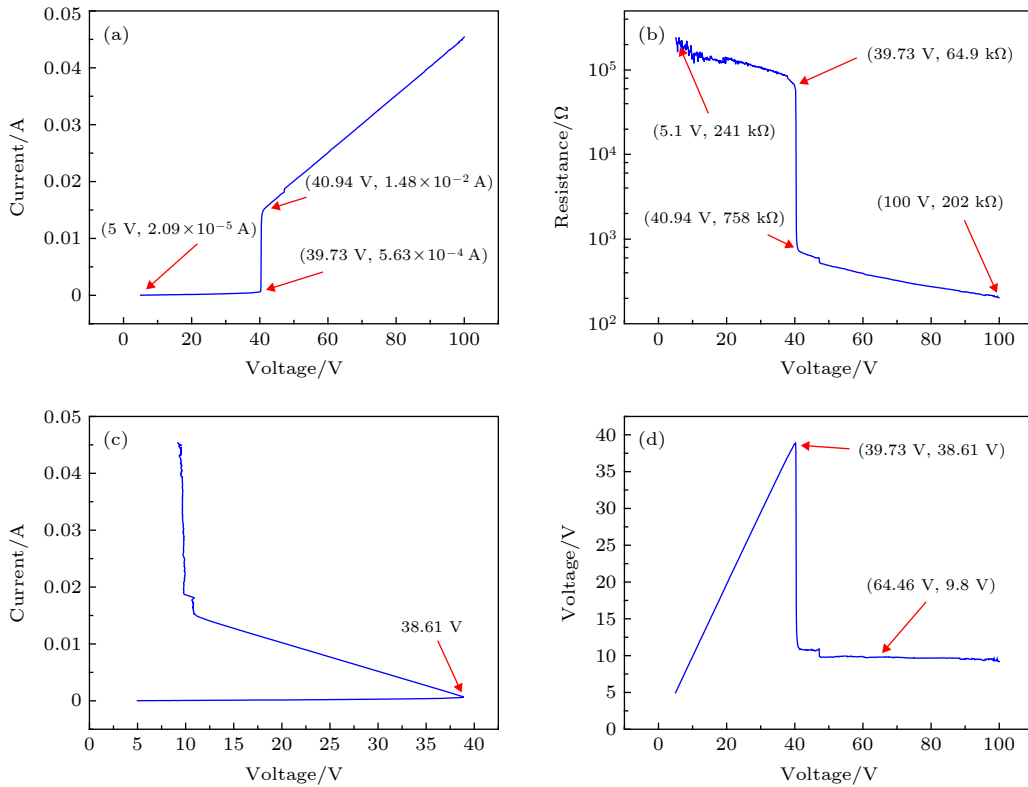 (a)
0.05
0.04
0.03
0.02
0.01
0
Current/A
(40.94 V, 1.48×10⁻² A)
(5 V, 2.09×10⁻⁵ A)
(39.73 V, 5.63×10⁻⁴ A)
0 20 40 60 80 100
Voltage/V
(b)
10⁵
10⁴
10³
10²
Resistance/Ω
(39.73 V, 64.9 kΩ)
(5.1 V, 241 kΩ)
(100 V, 202 kΩ)
(40.94 V, 758 kΩ)
0 20 40 60 80 100
Voltage/V
(c)
0.05
0.04
0.03
0.02
0.01
0
Current/A
38.61 V
0 5 10 15 20 25 30 35 40
Voltage/V
(d)
40
35
30
25
20
15
10
5
0
Voltage/V
(39.73 V, 38.61 V)
(64.46 V, 9.8 V)
0 20 40 60 80 100
Voltage/V